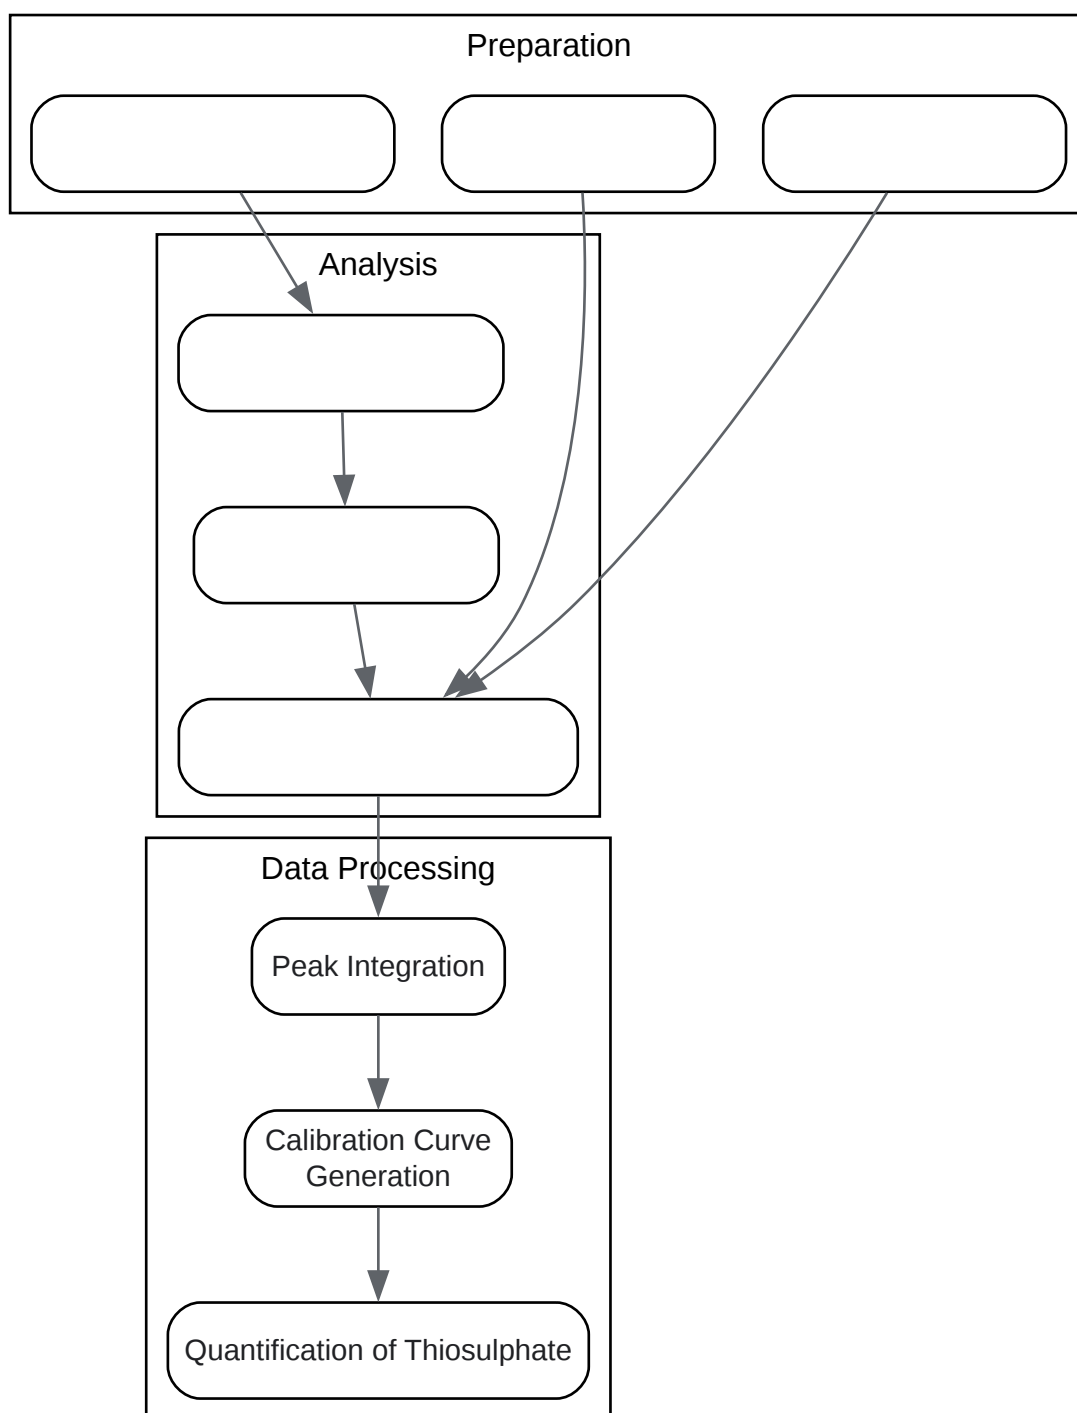 Preparation
Analysis
Data Processing
Peak Integration
Calibration Curve
Generation
Quantification of Thiosulphate